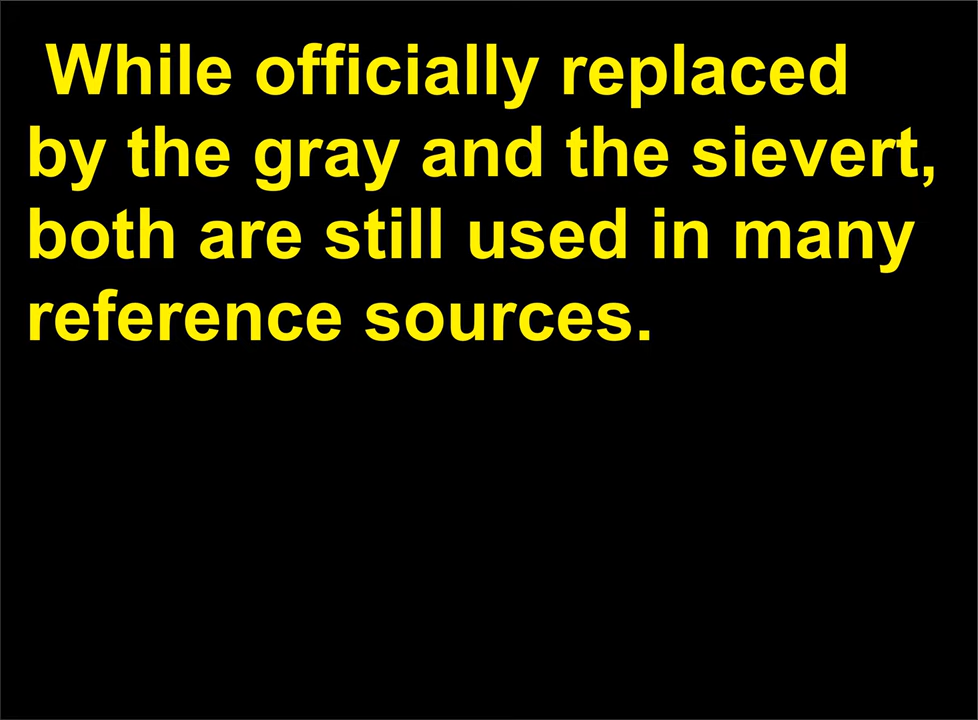 While officially replaced
by the gray and the sievert,
both are still used in many
reference sources.